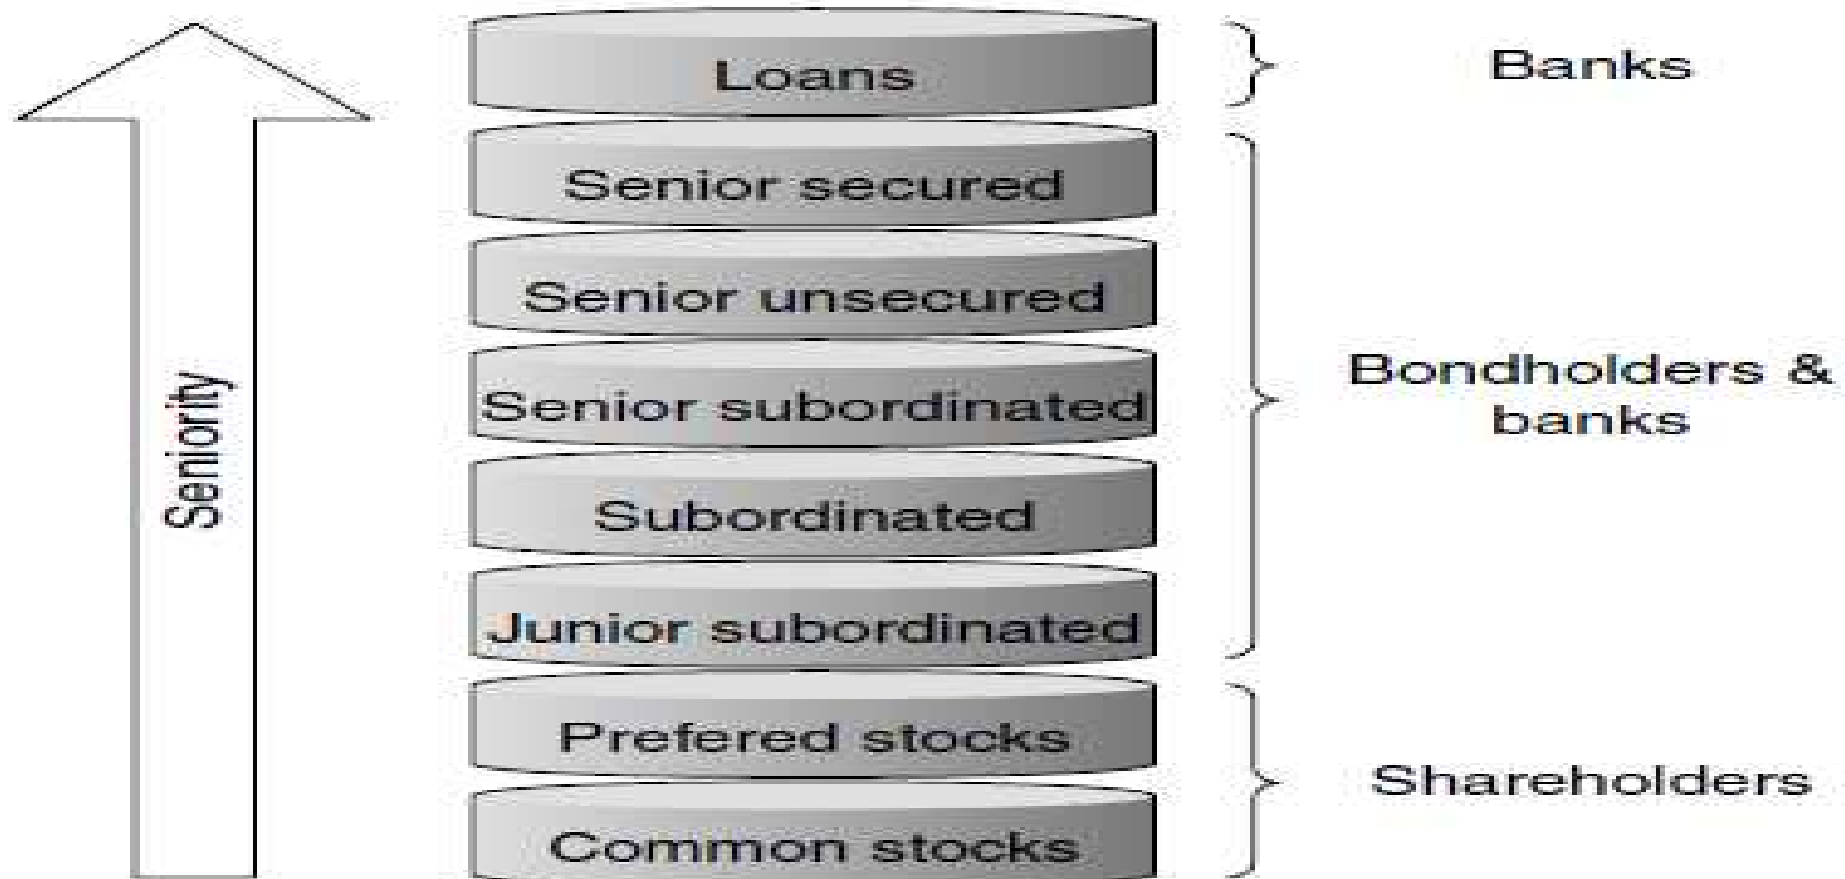 Seniority
Loans
Senior secured
Senior unsecured
Senior subordinated
Subordinated
Junior subordinated
Prefered stocks
Common stocks
Banks
Bondholders &
banks
Shareholders